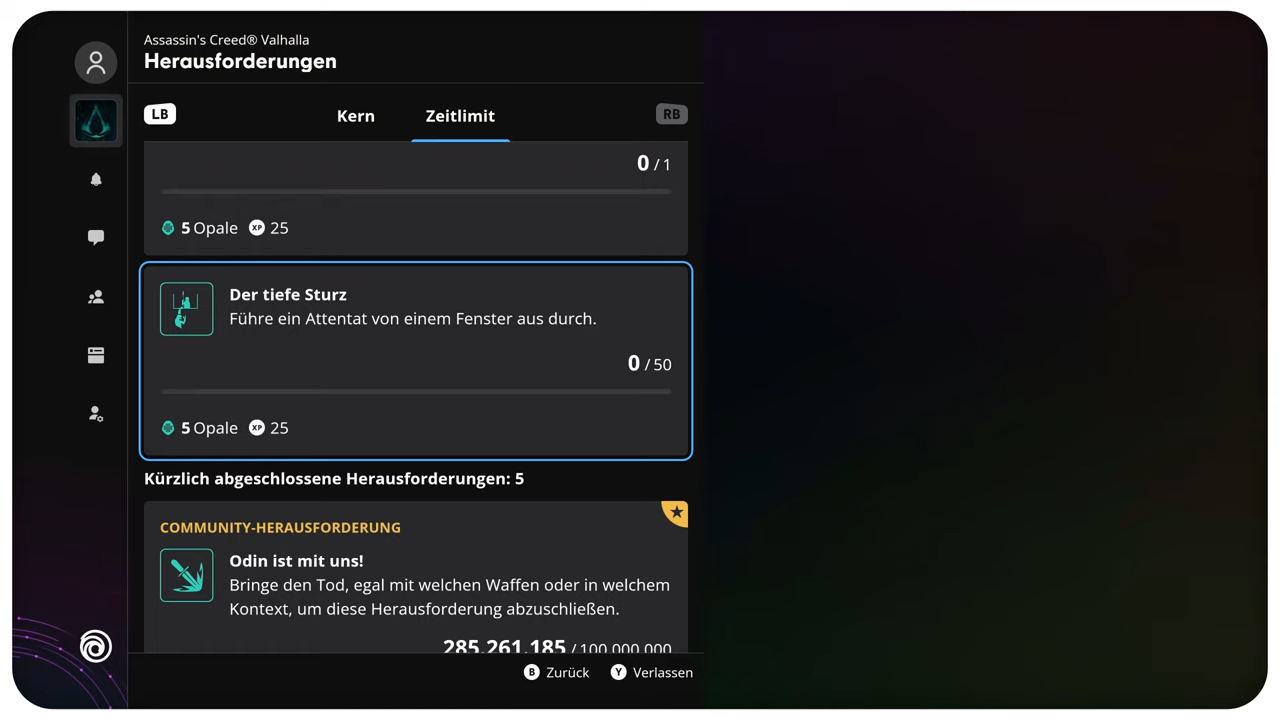 Assassin's Creed® Valhalla
Herausforderungen
LB
Kern
Zeitlimit
RB
0 / 1
5 Opale XP 25
Der tiefe Sturz
Führe ein Attentat von einem Fenster aus durch.
0 / 50
5 Opale XP 25
Kürzlich abgeschlossene Herausforderungen: 5
COMMUNITY-HERAUSFORDERUNG
Odin ist mit uns!
Bringe den Tod, egal mit welchen Waffen oder in welchem
Kontext, um diese Herausforderung abzuschließen.
285.261.185 / 100.000.000
B Zurück Y Verlassen